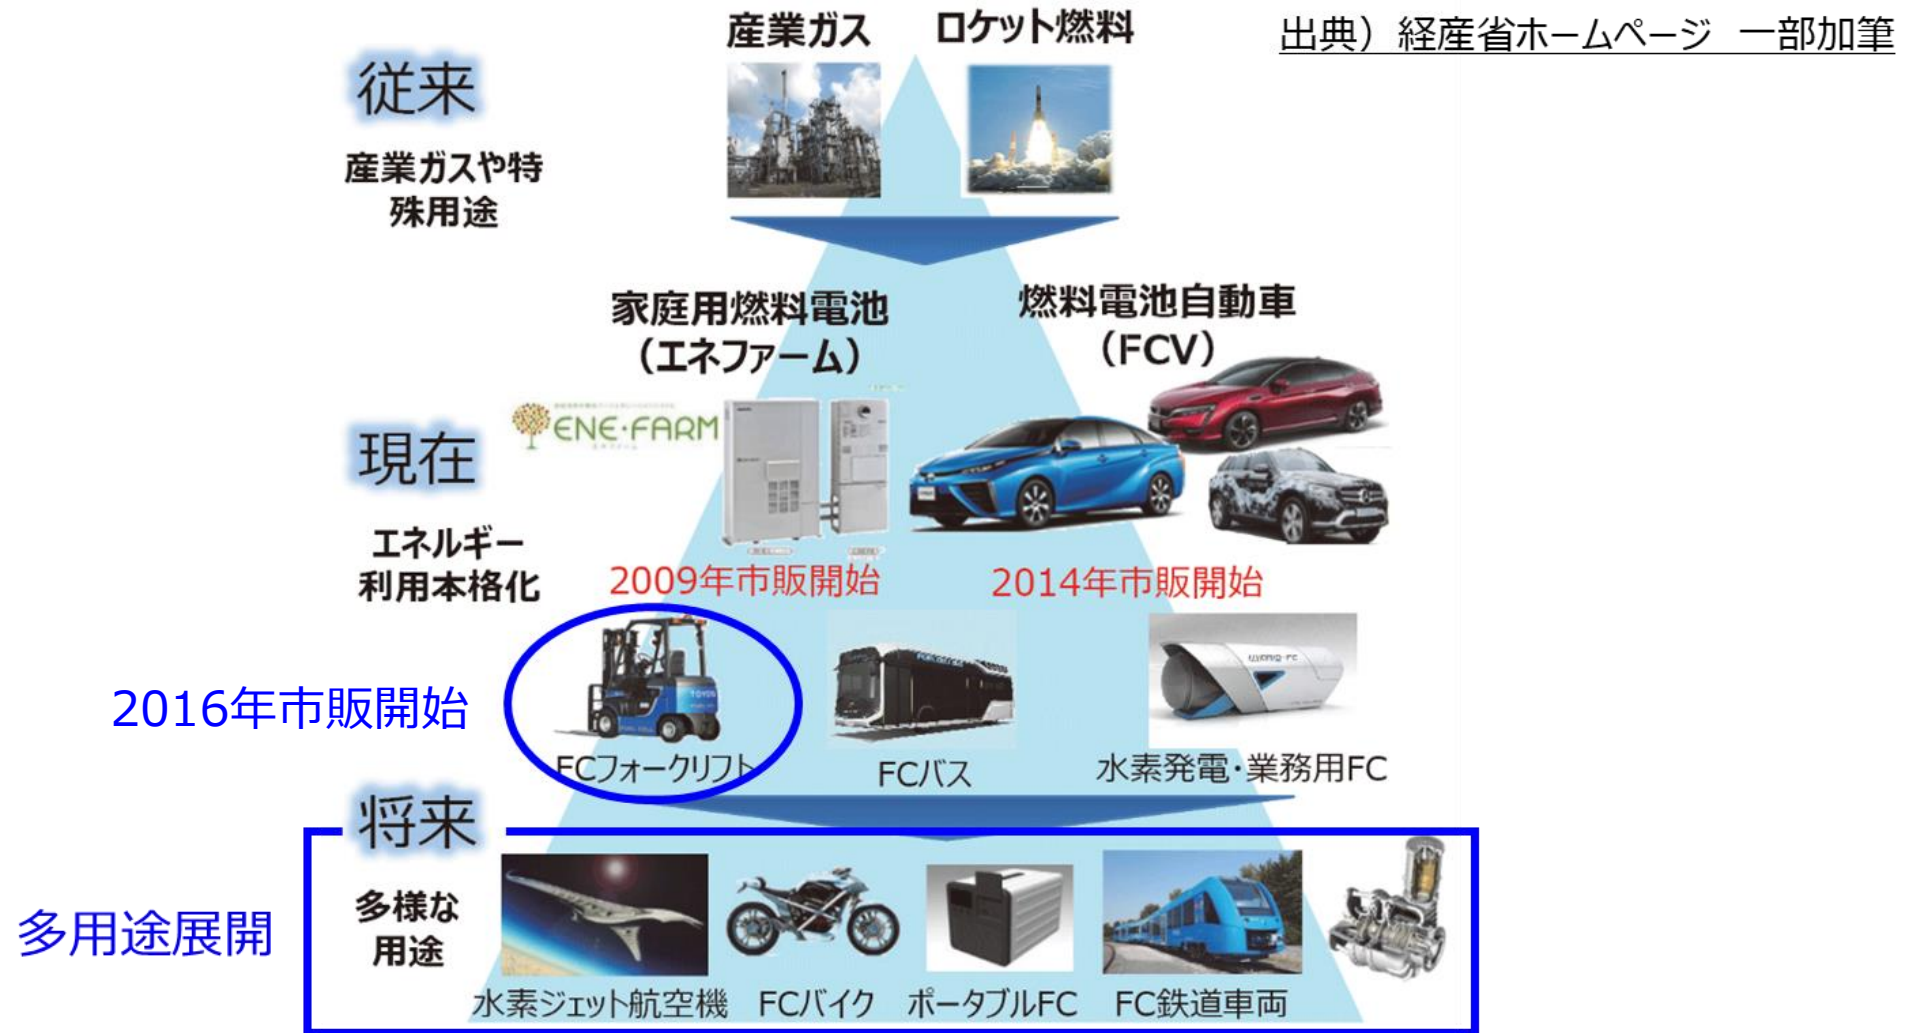 出典）経産省ホームページ 一部加筆
産業ガス
ロケット燃料
従来
産業ガスや特
殊用途
家庭用燃料電池
（エネファーム）
燃料電池自動車
（FCV）
ENE･FARM
現在
エネルギー
利用本格化
2009年市販開始
2014年市販開始
2016年市販開始
TOYOTA
FCフォークリフト
FCバス
水素発電･業務用FC
将来
多様な
用途
多用途展開
水素ジェット航空機
FCバイク
ポータブルFC
FC鉄道車両